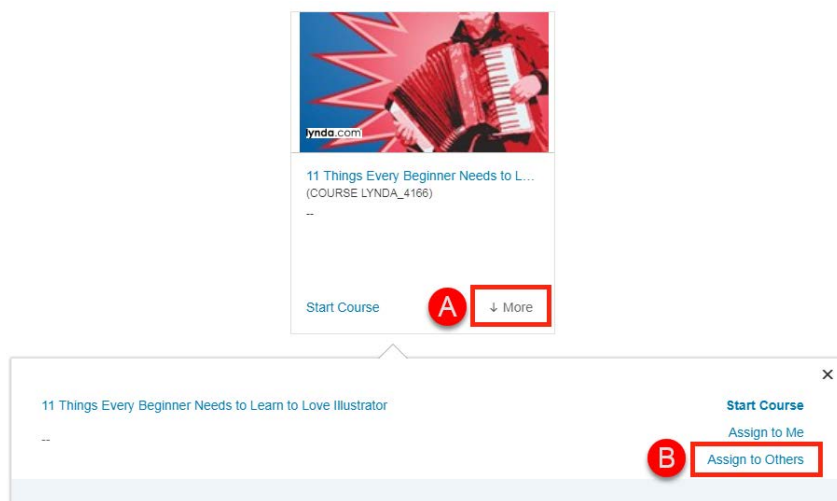 lynda.com
11 Things Every Beginner Needs to L...
(COURSE LYNDA_4166)
--
Start Course
A
↓ More
×
11 Things Every Beginner Needs to Learn to Love Illustrator
Start Course
--
Assign to Me
B
Assign to Others